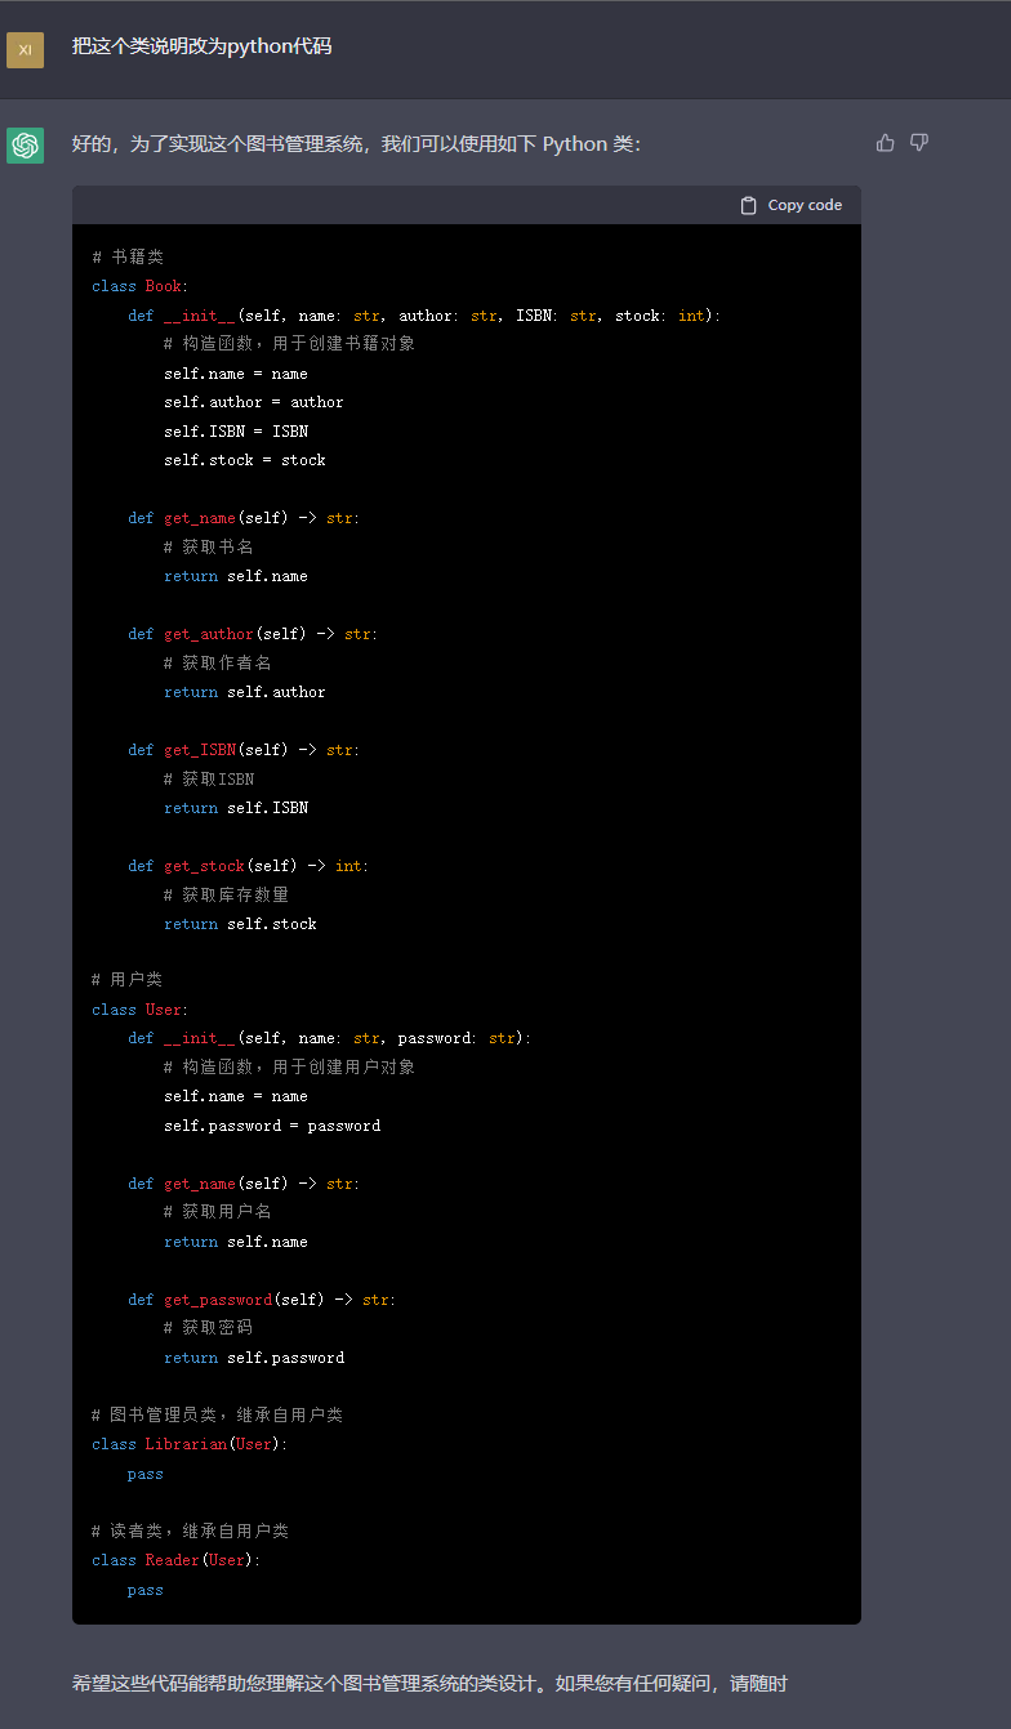 XI
把这个类说明改为python代码
好的，为了实现这个图书管理系统，我们可以使用如下 Python 类：
Copy code
# 书籍类
class Book:
    def __init__(self, name: str, author: str, ISBN: str, stock: int):
        # 构造函数，用于创建书籍对象
        self.name = name
        self.author = author
        self.ISBN = ISBN
        self.stock = stock
    def get_name(self) -> str:
        # 获取书名
        return self.name
    def get_author(self) -> str:
        # 获取作者名
        return self.author
    def get_ISBN(self) -> str:
        # 获取ISBN
        return self.ISBN
    def get_stock(self) -> int:
        # 获取库存数量
        return self.stock
# 用户类
class User:
    def __init__(self, name: str, password: str):
        # 构造函数，用于创建用户对象
        self.name = name
        self.password = password
    def get_name(self) -> str:
        # 获取用户名
        return self.name
    def get_password(self) -> str:
        # 获取密码
        return self.password
# 图书管理员类，继承自用户类
class Librarian(User):
    pass
# 读者类，继承自用户类
class Reader(User):
    pass
希望这些代码能帮助您理解这个图书管理系统的类设计。如果您有任何疑问，请随时